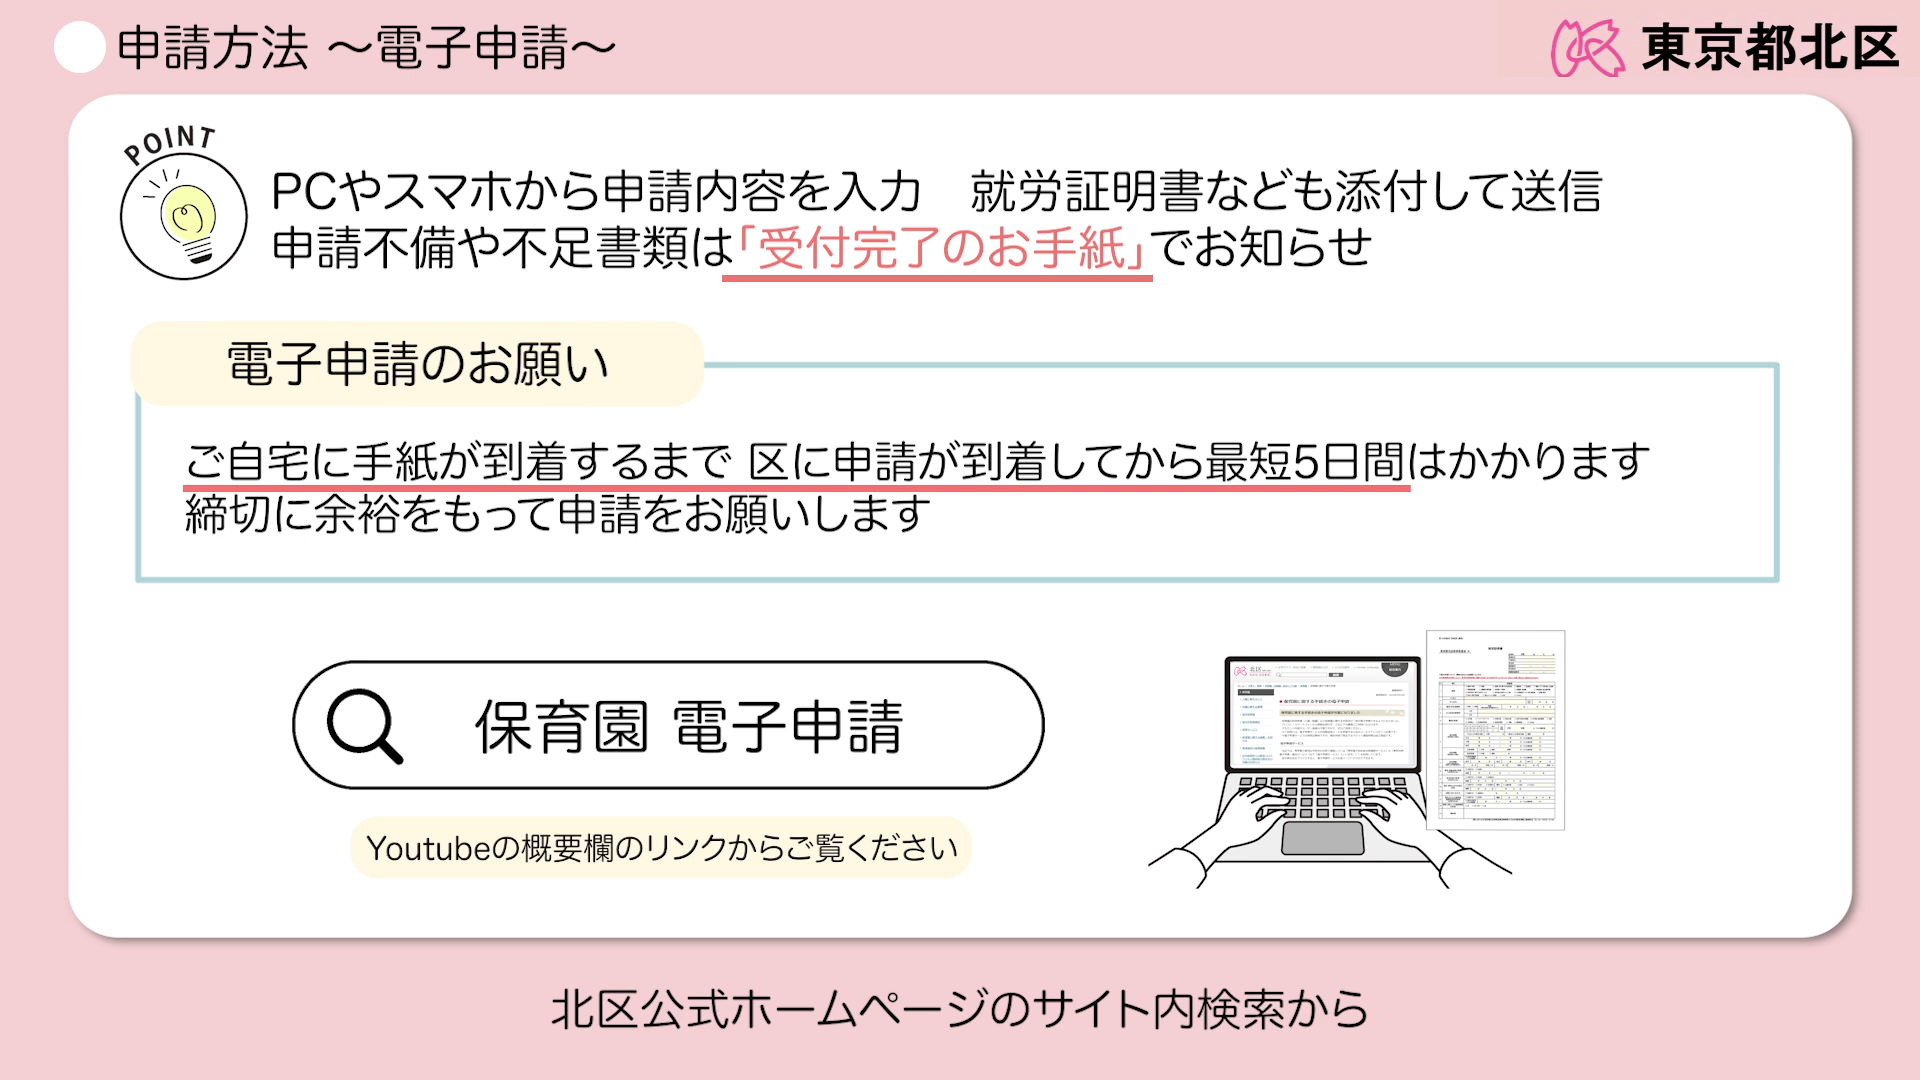 申請方法 ～電子申請～
東京都北区
POINT
PCやスマホから申請内容を入力　就労証明書なども添付して送信
申請不備や不足書類は「受付完了のお手紙」でお知らせ
電子申請のお願い
ご自宅に手紙が到着するまで 区に申請が到着してから最短5日間はかかります
締切に余裕をもって申請をお願いします
保育園 電子申請
Youtubeの概要欄のリンクからご覧ください
北区公式ホームページのサイト内検索から